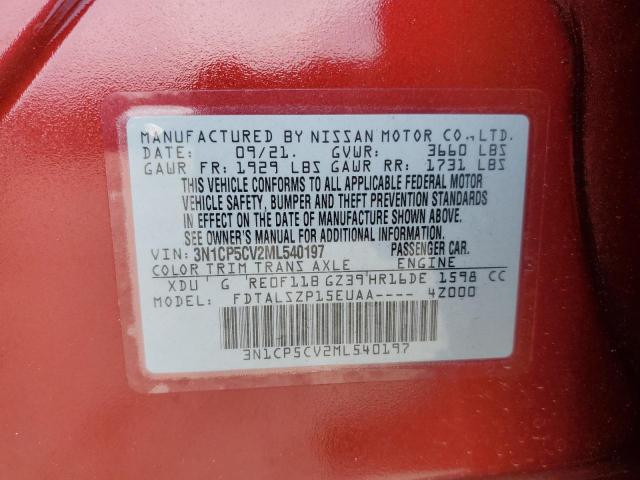 MANUFACTURED BY NISSAN MOTOR CO.,LTD.
DATE: 09/21. GVWR: 3660 LBS
GAWR FR: 1929 LBS GAWR RR: 1731 LBS
THIS VEHICLE CONFORMS TO ALL APPLICABLE FEDERAL MOTOR
VEHICLE SAFETY, BUMPER AND THEFT PREVENTION STANDARDS
IN EFFECT ON THE DATE OF MANUFACTURE SHOWN ABOVE.
SEE OWNER'S MANUAL FOR ADDITIONAL INFORMATION.
VIN: 3N1CP5CV2ML540197 PASSENGER CAR.
COLOR TRIM TRANS AXLE ENGINE
XDU G RE0F11B GZ39 HR16DE 1598 CC
MODEL: FDTALSZP15EUAA---- 4Z000
3N1CP5CV2ML540197